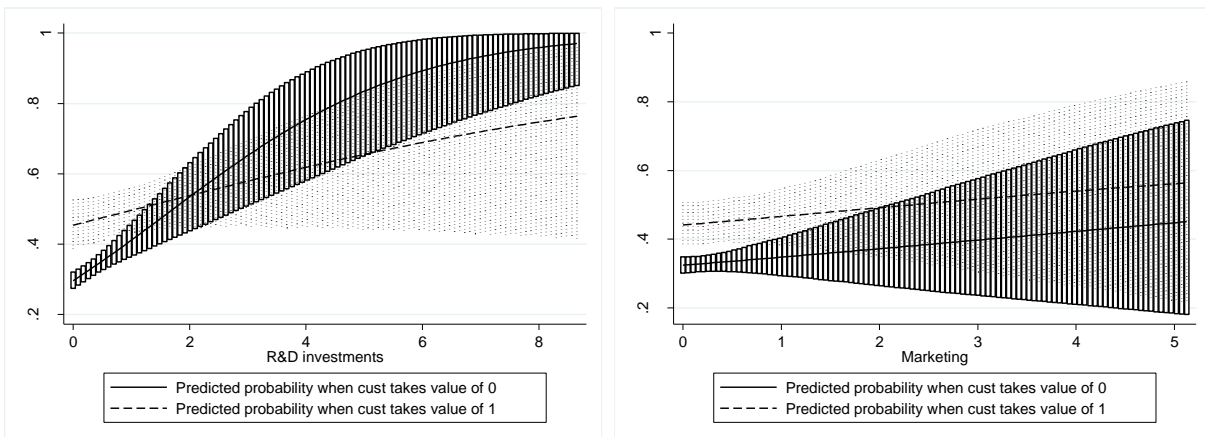 1
.8
.6
.4
.2
0 2 4 6 8
R&D investments
Predicted probability when cust takes value of 0
Predicted probability when cust takes value of 1
1
.8
.6
.4
.2
0 1 2 3 4 5
Marketing
Predicted probability when cust takes value of 0
Predicted probability when cust takes value of 1